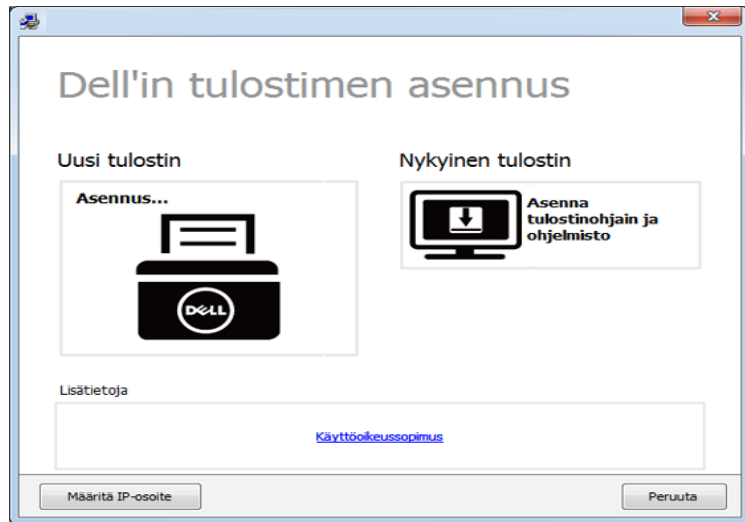 Dell'in tulostimen asennus
Uusi tulostin
Nykyinen tulostin
Asennus...
DELL
Asenna
tulostinohjain ja
ohjelmisto
Lisätietoja
Käyttöoikeussopimus
Määritä IP-osoite
Peruuta